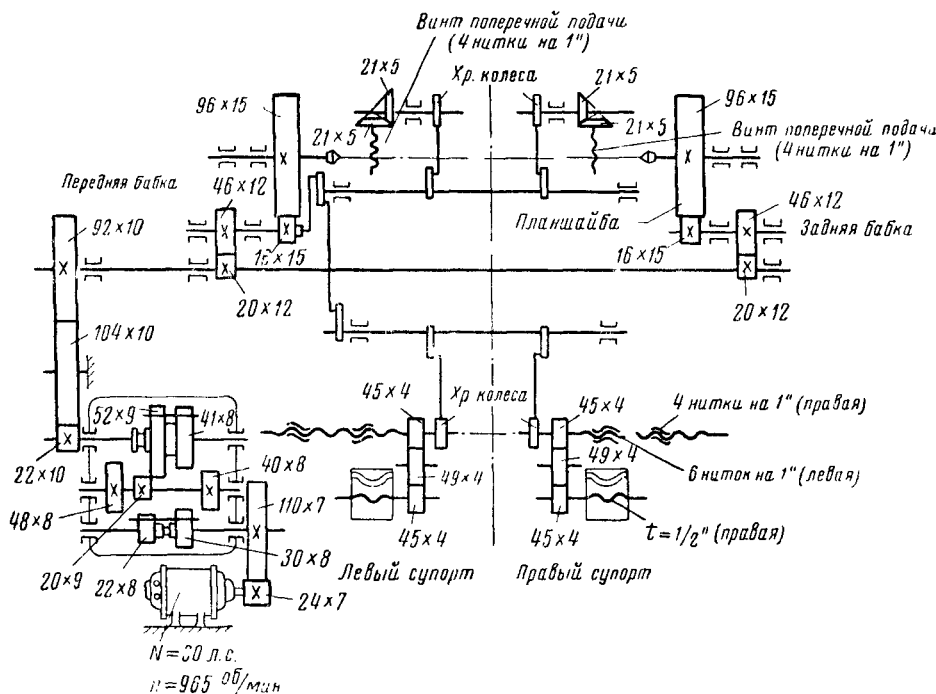 Винт поперечной подачи
(4 нитки на 1")
21×5
Хр. колеса
21×5
96×15
96×15
21×5
21×5
Винт поперечной подачи
(4 нитки на 1")
Передняя бабка
46×12
46×12
Планшайба
Задняя бабка
92×10
16×15
16×15
20×12
20×12
104×10
45×4
Хр колеса
45×4
4 нитки на 1" (правая)
52×9
41×8
22×10
40×8
49×4
49×4
6 ниток на 1" (левая)
48×8
110×7
t=1/2" (правая)
45×4
45×4
20×9
22×8
30×8
Левый супорт
Правый супорт
24×7
N=30 л.с.
n=965 об/мин